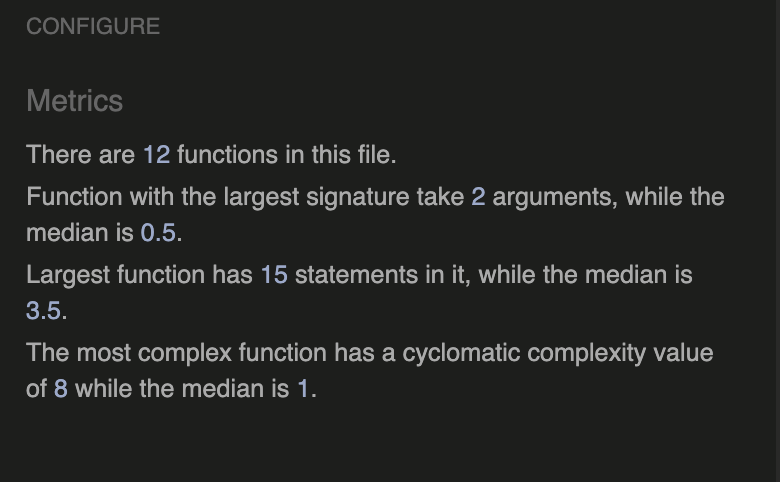 CONFIGURE
Metrics
There are 12 functions in this file.
Function with the largest signature take 2 arguments, while the
median is 0.5.
Largest function has 15 statements in it, while the median is
3.5.
The most complex function has a cyclomatic complexity value
of 8 while the median is 1.